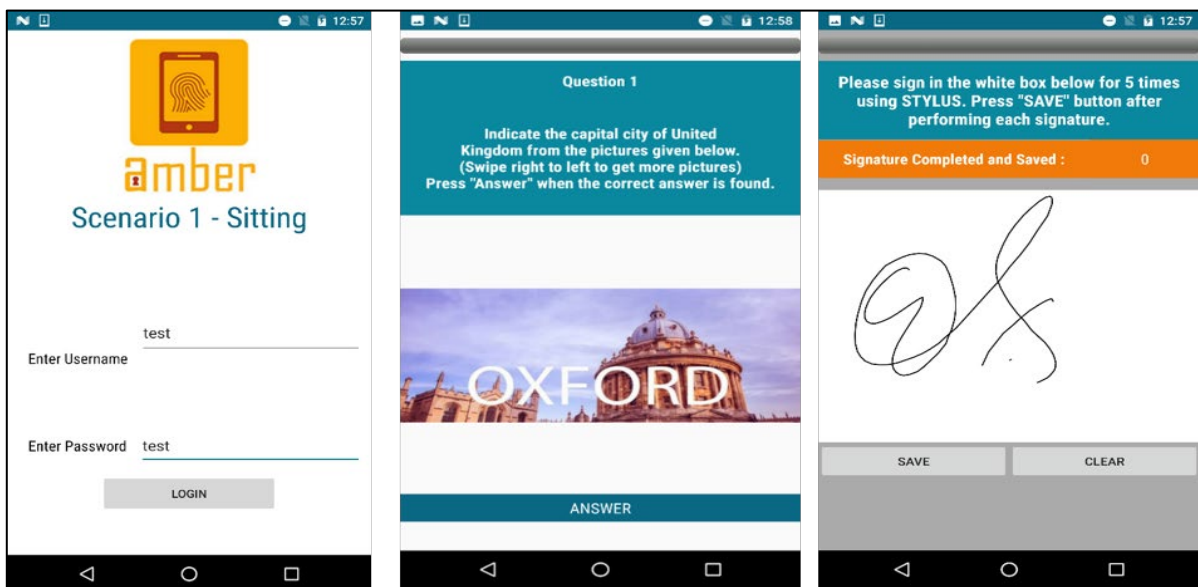 12:57
amber
Scenario 1 - Sitting
test
Enter Username
Enter Password test
LOGIN
12:58
Question 1
Indicate the capital city of United
Kingdom from the pictures given below.
(Swipe right to left to get more pictures)
Press "Answer" when the correct answer is found.
OXFORD
ANSWER
12:57
Please sign in the white box below for 5 times
using STYLUS. Press "SAVE" button after
performing each signature.
Signature Completed and Saved : 0
SAVE CLEAR